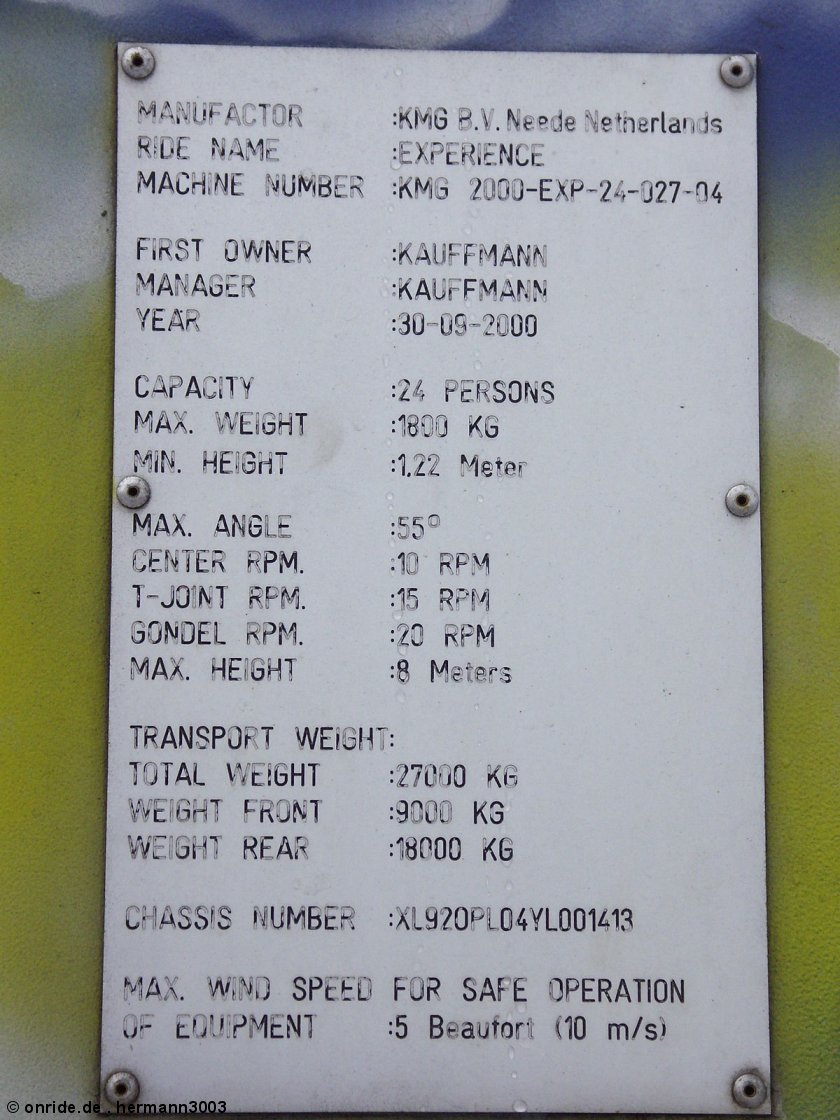 MANUFACTOR :KMG B.V. Neede Netherlands
RIDE NAME :EXPERIENCE
MACHINE NUMBER :KMG 2000-EXP-24-027-04
FIRST OWNER :KAUFFMANN
MANAGER :KAUFFMANN
YEAR :30-09-2000
CAPACITY :24 PERSONS
MAX. WEIGHT :1800 KG
MIN. HEIGHT :1.22 Meter
MAX. ANGLE :55°
CENTER RPM. :10 RPM
T-JOINT RPM. :15 RPM
GONDEL RPM. :20 RPM
MAX. HEIGHT :8 Meters
TRANSPORT WEIGHT:
TOTAL WEIGHT :27000 KG
WEIGHT FRONT :9000 KG
WEIGHT REAR :18000 KG
CHASSIS NUMBER :XL920PL04YL001413
MAX. WIND SPEED FOR SAFE OPERATION
OF EQUIPMENT :5 Beaufort (10 m/s)
© onride.de . hermann3003